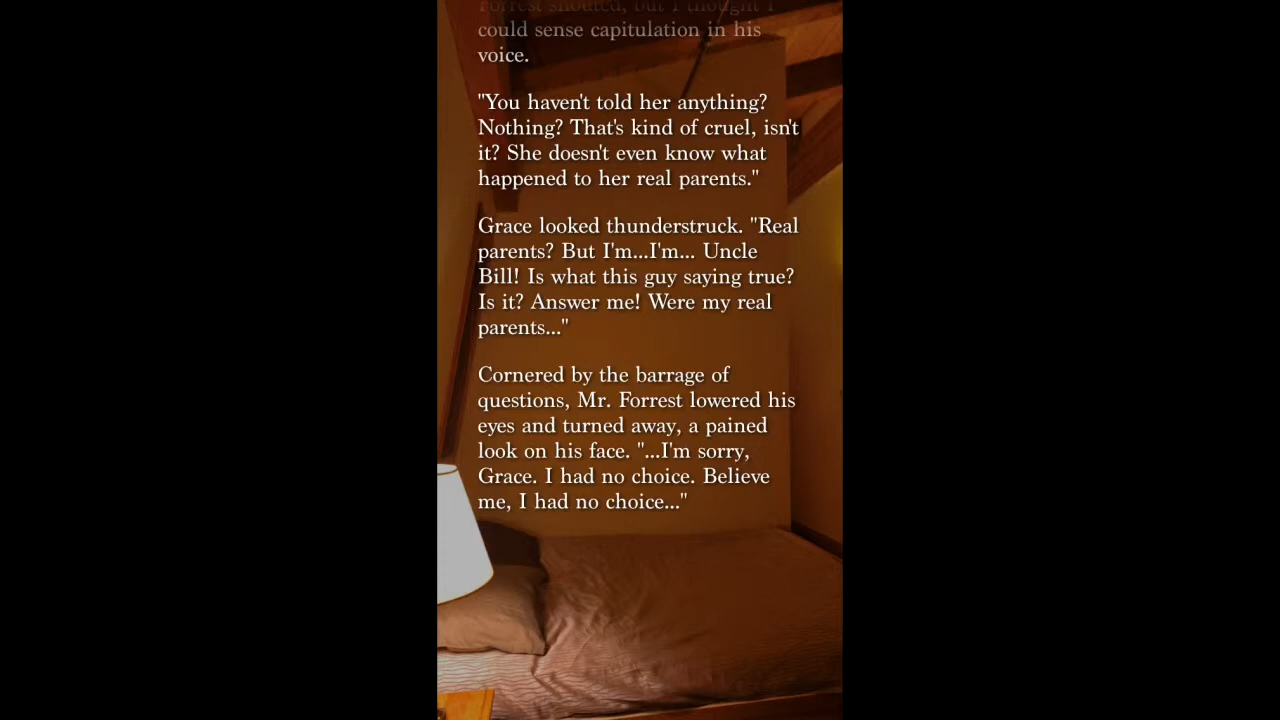 Forrest shouted, but I thought I
could sense capitulation in his
voice.
"You haven't told her anything?
Nothing? That's kind of cruel, isn't
it? She doesn't even know what
happened to her real parents."
Grace looked thunderstruck. "Real
parents? But I'm...I'm... Uncle
Bill! Is what this guy saying true?
Is it? Answer me! Were my real
parents..."
Cornered by the barrage of
questions, Mr. Forrest lowered his
eyes and turned away, a pained
look on his face. "...I'm sorry,
Grace. I had no choice. Believe
me, I had no choice..."